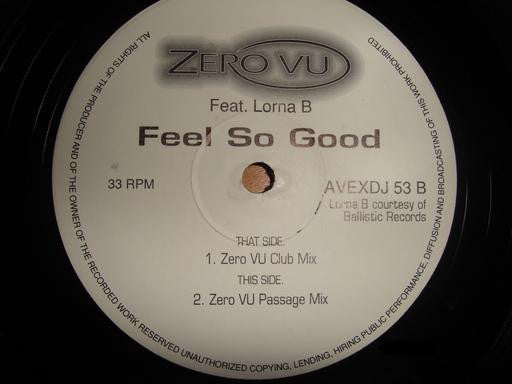 ZERO VU
Feat. Lorna B
Feel So Good
33 RPM
AVEXDJ 53 B
Lorna B courtesy of
Ballistic Records
THAT SIDE.
1. Zero VU Club Mix
THIS SIDE.
2. Zero VU Passage Mix
ALL RIGHTS OF THE PRODUCER AND OF THE OWNER OF THE RECORDED WORK RESERVED UNAUTHORIZED COPYING, LENDING, HIRING PUBLIC PERFORMANCE, DIFFUSION AND BROADCASTING OF THIS WORK PROHIBITED